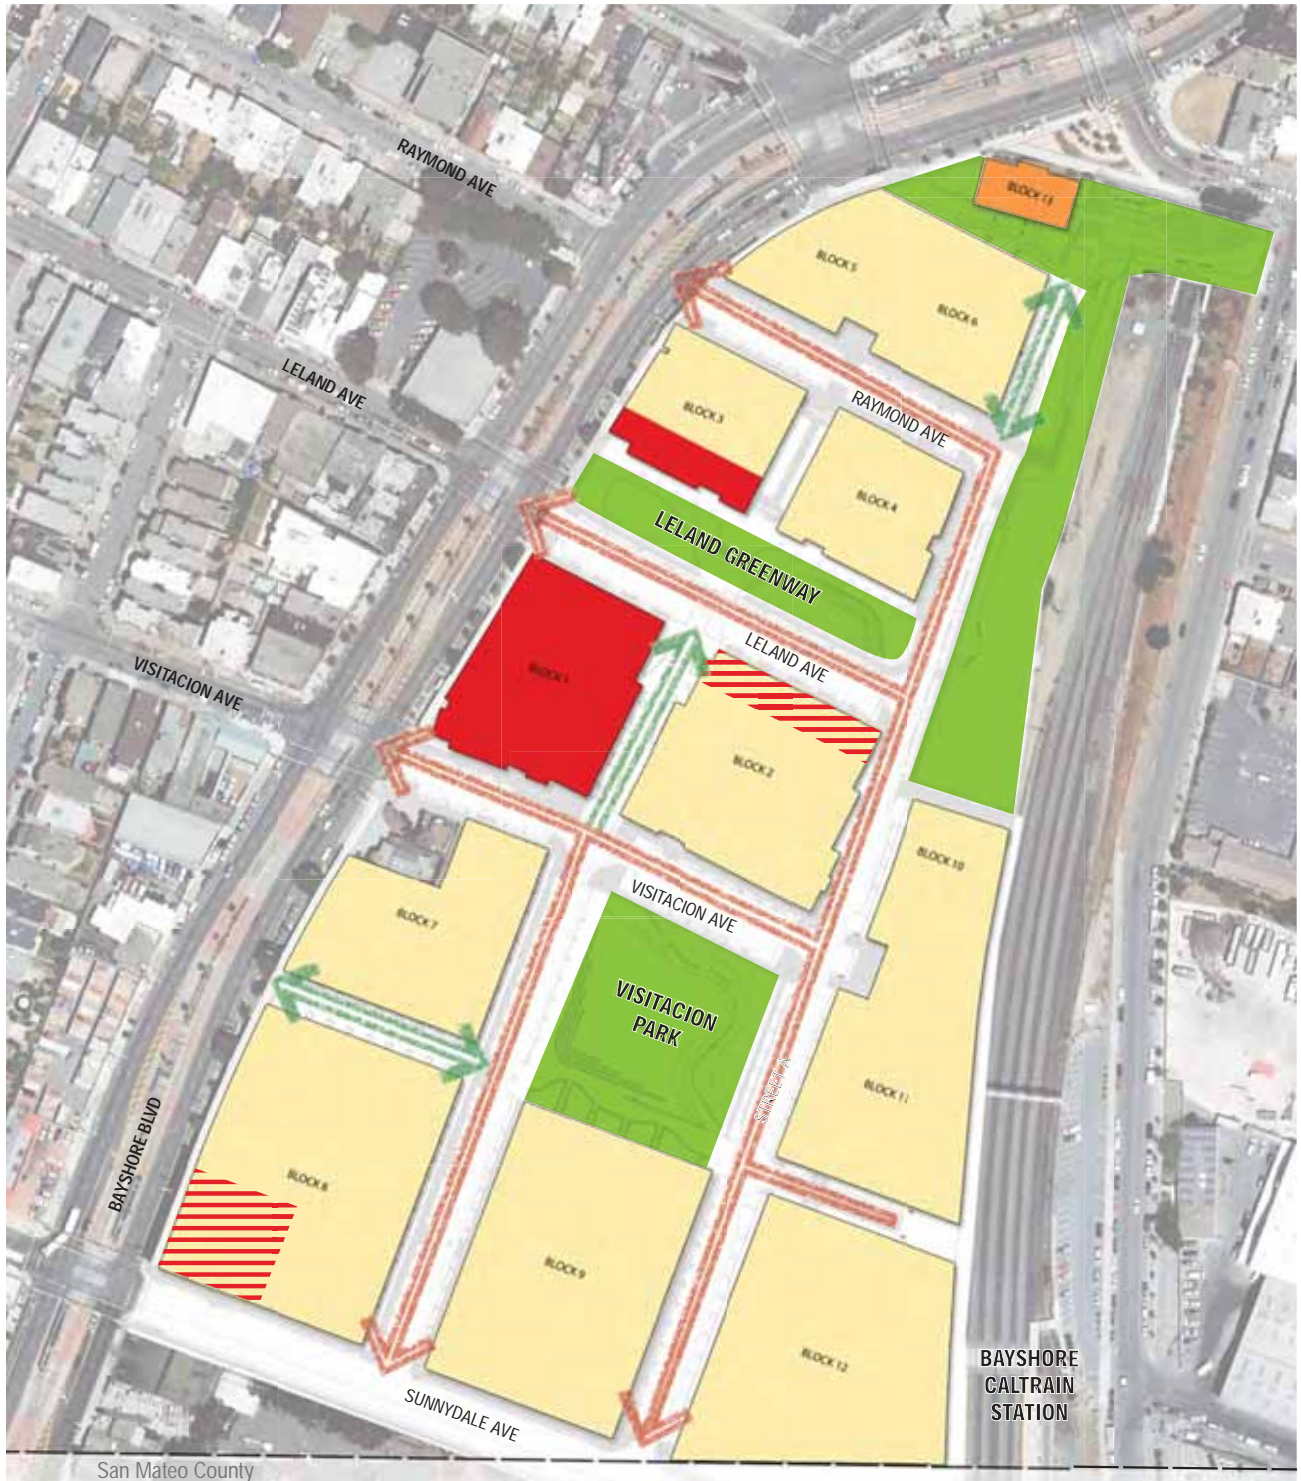 RAYMOND AVE
BLOCK 13
BLOCK 5
BLOCK 6
LELAND AVE
BLOCK 3
RAYMOND AVE
BLOCK 4
LELAND GREENWAY
VISITACION AVE
BLOCK 1
LELAND AVE
BLOCK 2
BLOCK 10
BLOCK 7
VISITACION AVE
VISITACION
PARK
STREET A
BLOCK 11
BAYSHORE BLVD
BLOCK 8
BLOCK 9
BLOCK 12
BAYSHORE
CALTRAIN
STATION
SUNNYDALE AVE
San Mateo County